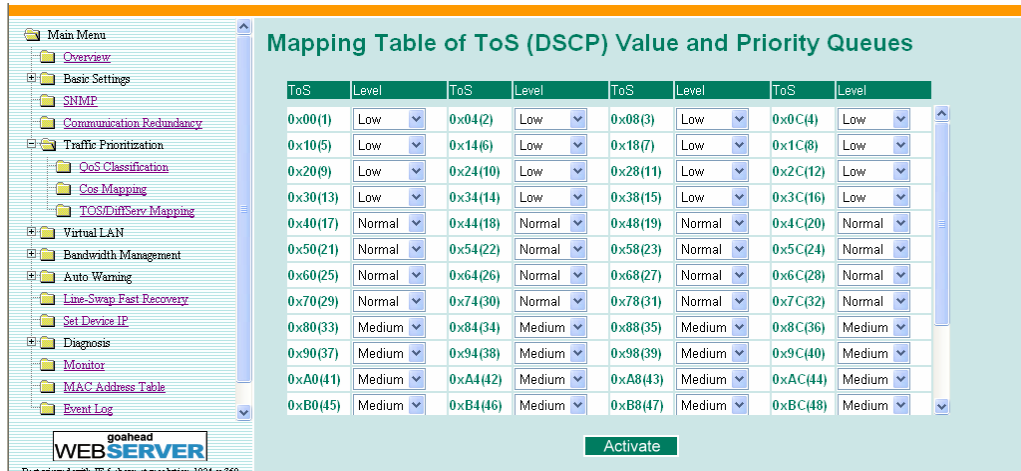 Main Menu
Overview
Basic Settings
SNMP
Communication Redundancy
Traffic Prioritization
QoS Classification
Cos Mapping
TOS/DiffServ Mapping
Virtual LAN
Bandwidth Management
Auto Warning
Line-Swap Fast Recovery
Set Device IP
Diagnosis
Monitor
MAC Address Table
Event Log
goahead
WEBSERVER
Mapping Table of ToS (DSCP) Value and Priority Queues
ToS Level ToS Level ToS Level ToS Level
0x00(1) Low 0x04(2) Low 0x08(3) Low 0x0C(4) Low
0x10(5) Low 0x14(6) Low 0x18(7) Low 0x1C(8) Low
0x20(9) Low 0x24(10) Low 0x28(11) Low 0x2C(12) Low
0x30(13) Low 0x34(14) Low 0x38(15) Low 0x3C(16) Low
0x40(17) Normal 0x44(18) Normal 0x48(19) Normal 0x4C(20) Normal
0x50(21) Normal 0x54(22) Normal 0x58(23) Normal 0x5C(24) Normal
0x60(25) Normal 0x64(26) Normal 0x68(27) Normal 0x6C(28) Normal
0x70(29) Normal 0x74(30) Normal 0x78(31) Normal 0x7C(32) Normal
0x80(33) Medium 0x84(34) Medium 0x88(35) Medium 0x8C(36) Medium
0x90(37) Medium 0x94(38) Medium 0x98(39) Medium 0x9C(40) Medium
0xA0(41) Medium 0xA4(42) Medium 0xA8(43) Medium 0xAC(44) Medium
0xB0(45) Medium 0xB4(46) Medium 0xB8(47) Medium 0xBC(48) Medium
Activate